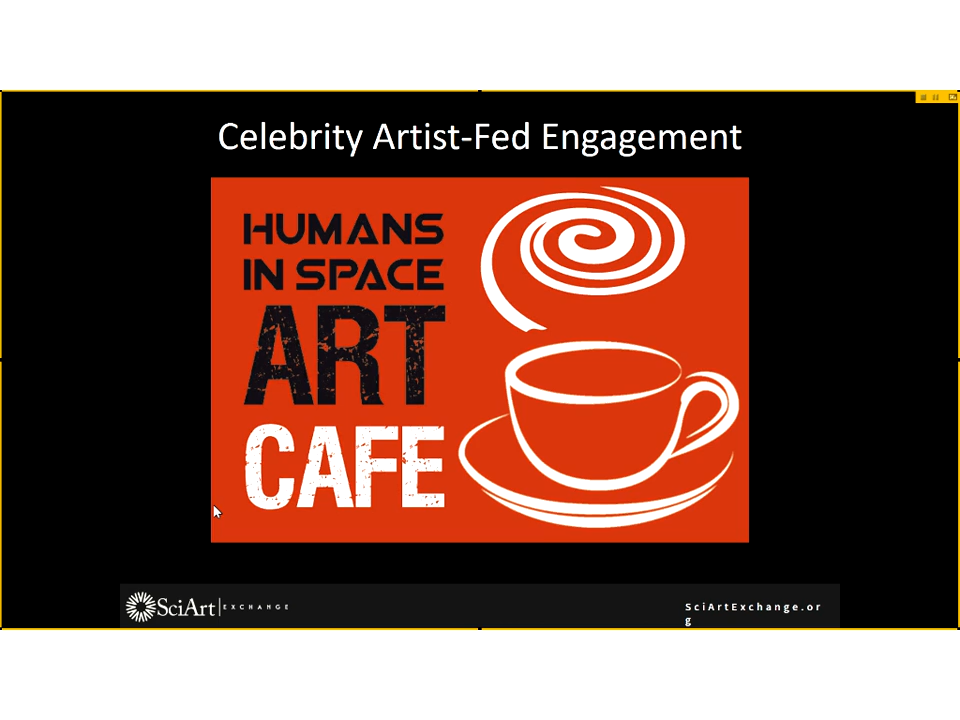 Celebrity Artist-Fed Engagement
HUMANS
IN SPACE
ART
CAFE
SciArt|EXCHANGE
SciArtExchange.or
g